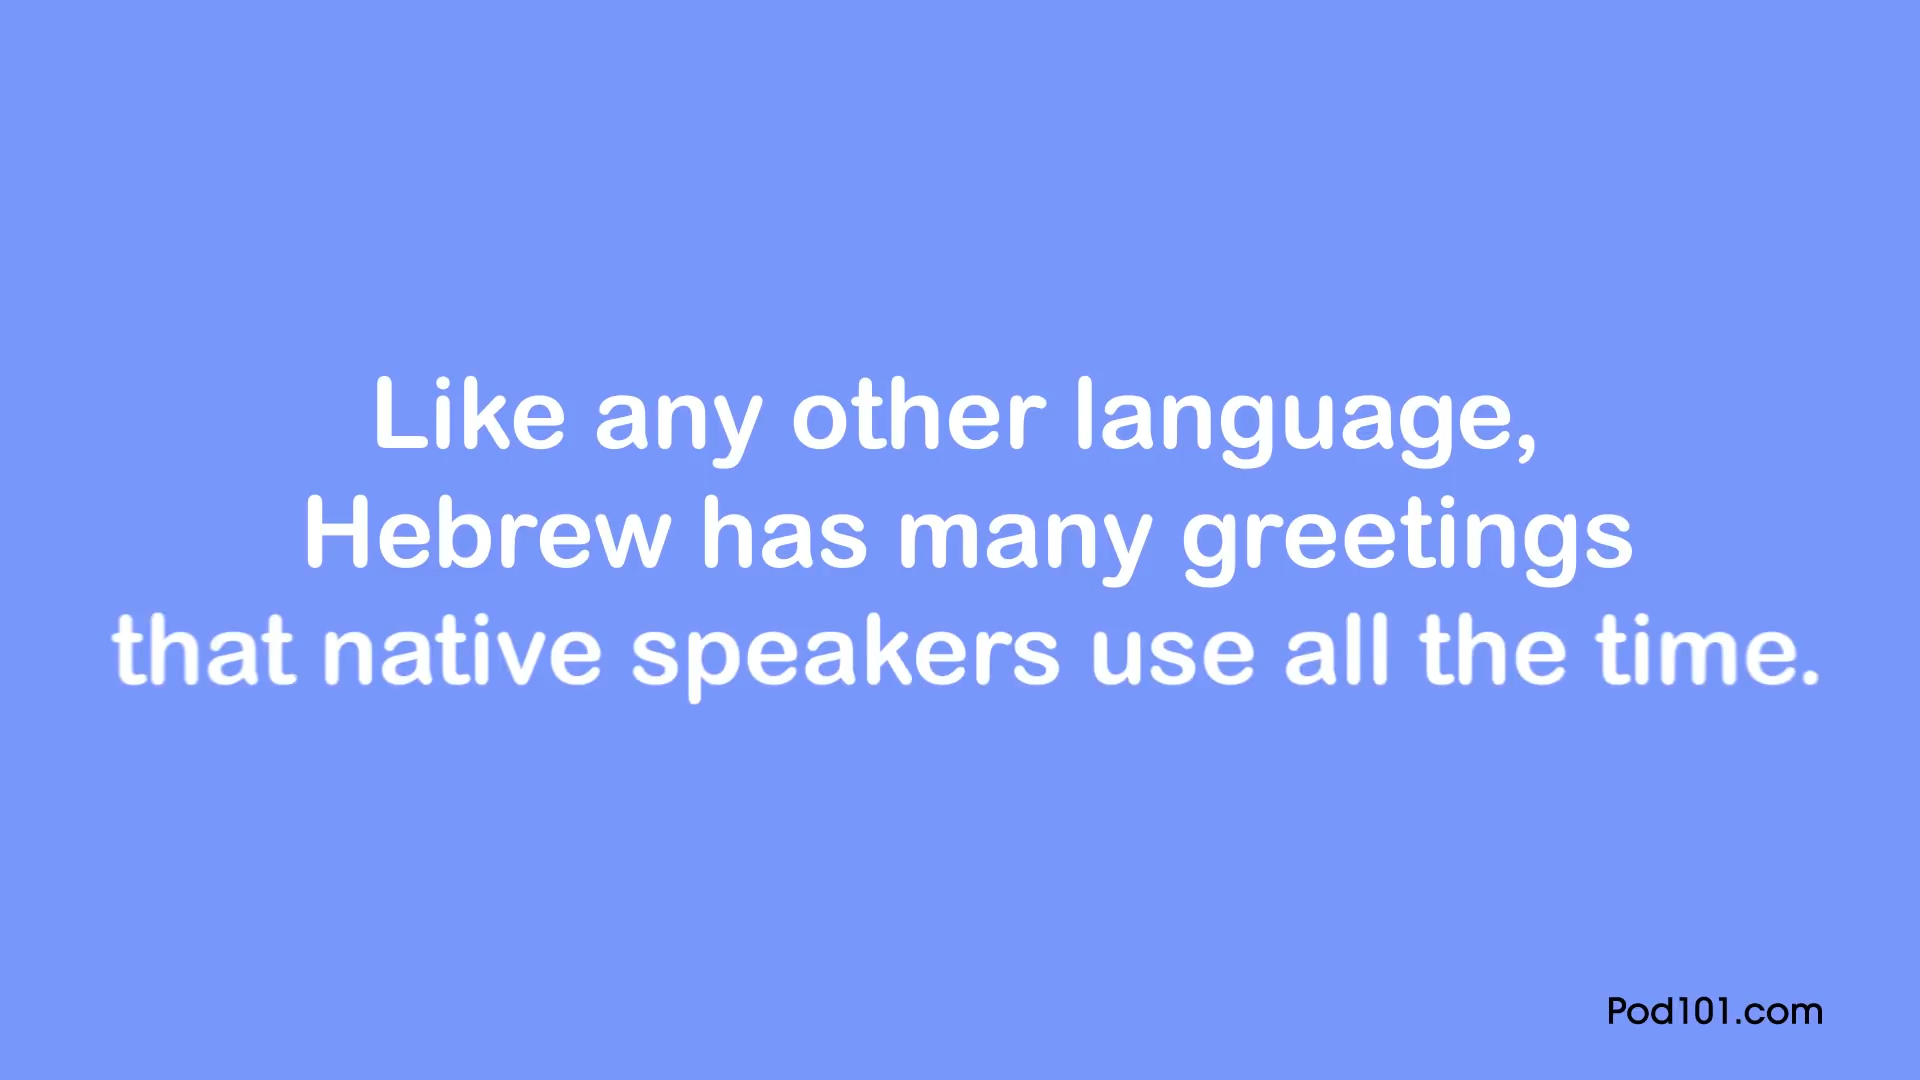 Like any other language,
Hebrew has many greetings
that native speakers use all the time.
Pod101.com